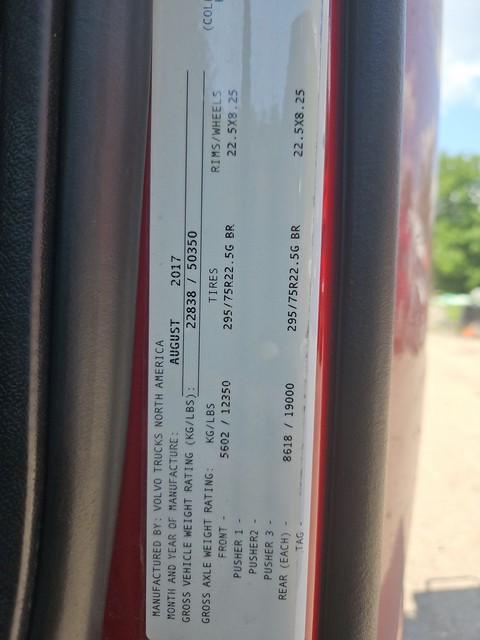 MANUFACTURED BY: VOLVO TRUCKS NORTH AMERICA
MONTH AND YEAR OF MANUFACTURE: AUGUST 2017
GROSS VEHICLE WEIGHT RATING (KG/LBS): 22838 / 50350
GROSS AXLE WEIGHT RATING: KG/LBS TIRES RIMS/WHEELS (COL
FRONT - 5602 / 12350 295/75R22.5G BR 22.5X8.25
PUSHER 1 -
PUSHER2 -
PUSHER 3 -
REAR (EACH) - 8618 / 19000 295/75R22.5G BR 22.5X8.25
TAG -